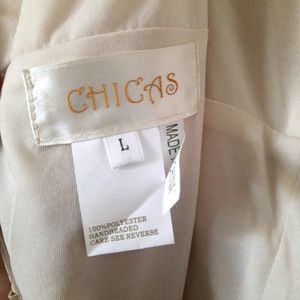 CHICAS
L
MADE
100%POLYESTER
HANDBEADED
CARE SEE REVERSE